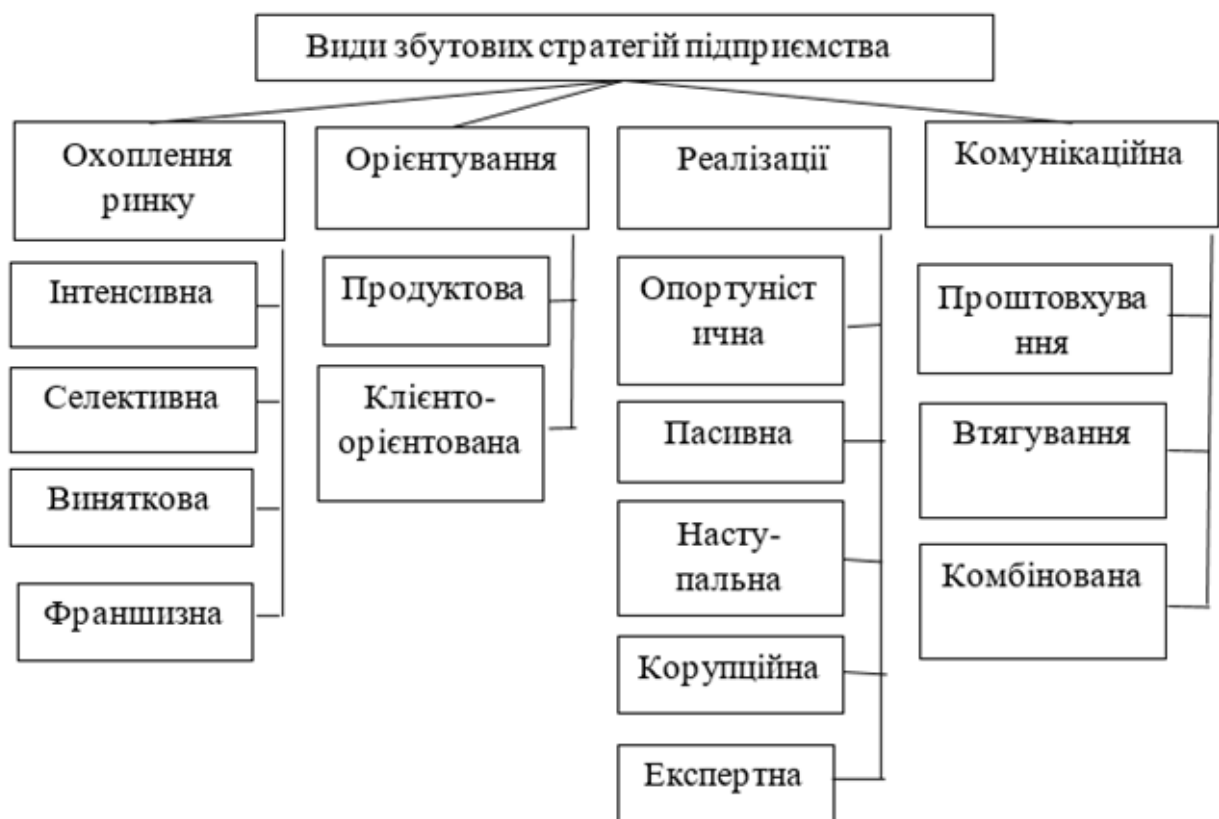 Види збутових стратегій підприємства
Охоплення
ринку
Інтенсивна
Селективна
Виняткова
Франшизна
Орієнтування
Продуктова
Клієнто-
орієнтована
Реалізації
Опортуніст
ична
Пасивна
Насту-
пальна
Корупційна
Експертна
Комунікаційна
Проштовхува
ння
Втягування
Комбінована